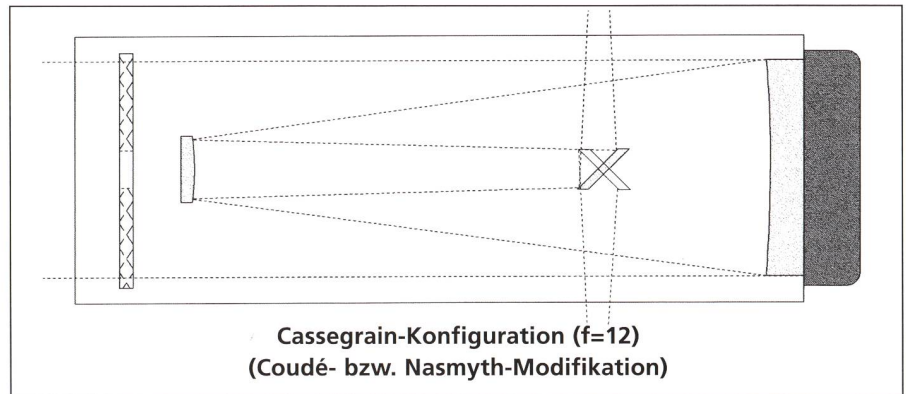 Cassegrain-Konfiguration (f=12)
(Coudé- bzw. Nasmyth-Modifikation)